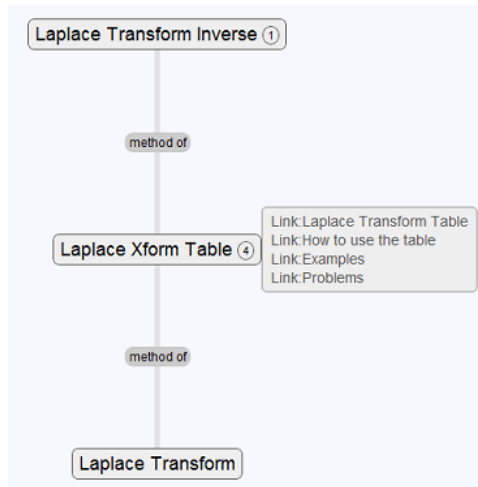 Laplace Transform Inverse 1
method of
Laplace Xform Table 4
Link:Laplace Transform Table
Link:How to use the table
Link:Examples
Link:Problems
method of
Laplace Transform